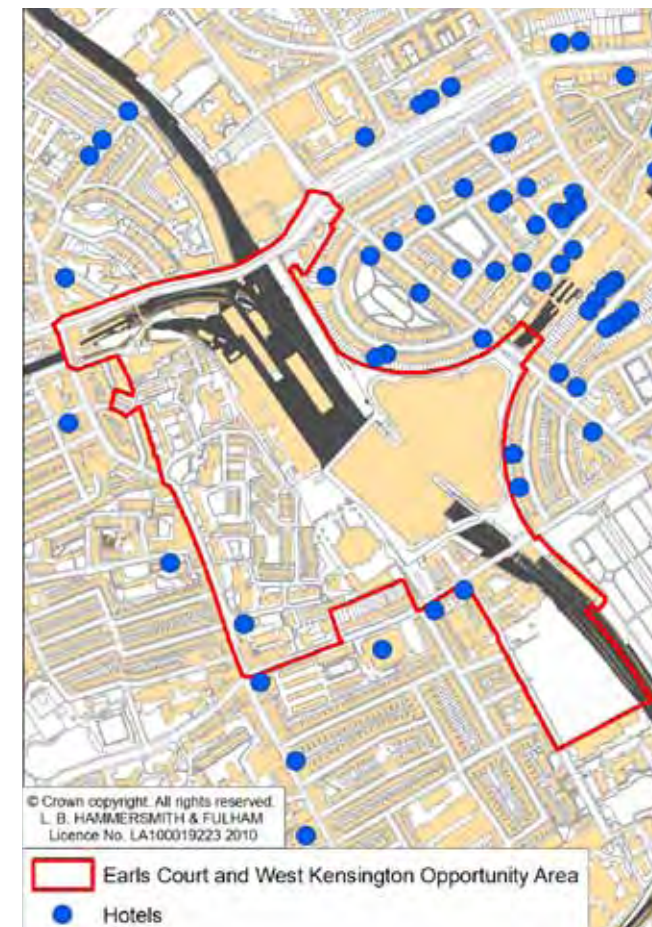 © Crown copyright. All rights reserved.
L. B. HAMMERSMITH & FULHAM
Licence No. LA100019223 2010
Earls Court and West Kensington Opportunity Area
Hotels